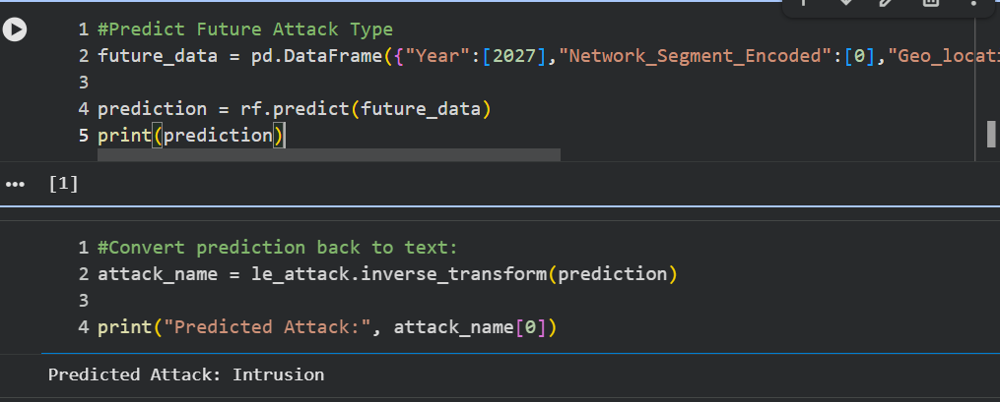 1 #Predict Future Attack Type
2 future_data = pd.DataFrame({"Year":[2027],"Network_Segment_Encoded":[0],"Geo_locati
3
4 prediction = rf.predict(future_data)
5 print(prediction)
[1]
1 #Convert prediction back to text:
2 attack_name = le_attack.inverse_transform(prediction)
3
4 print("Predicted Attack:", attack_name[0])
Predicted Attack: Intrusion